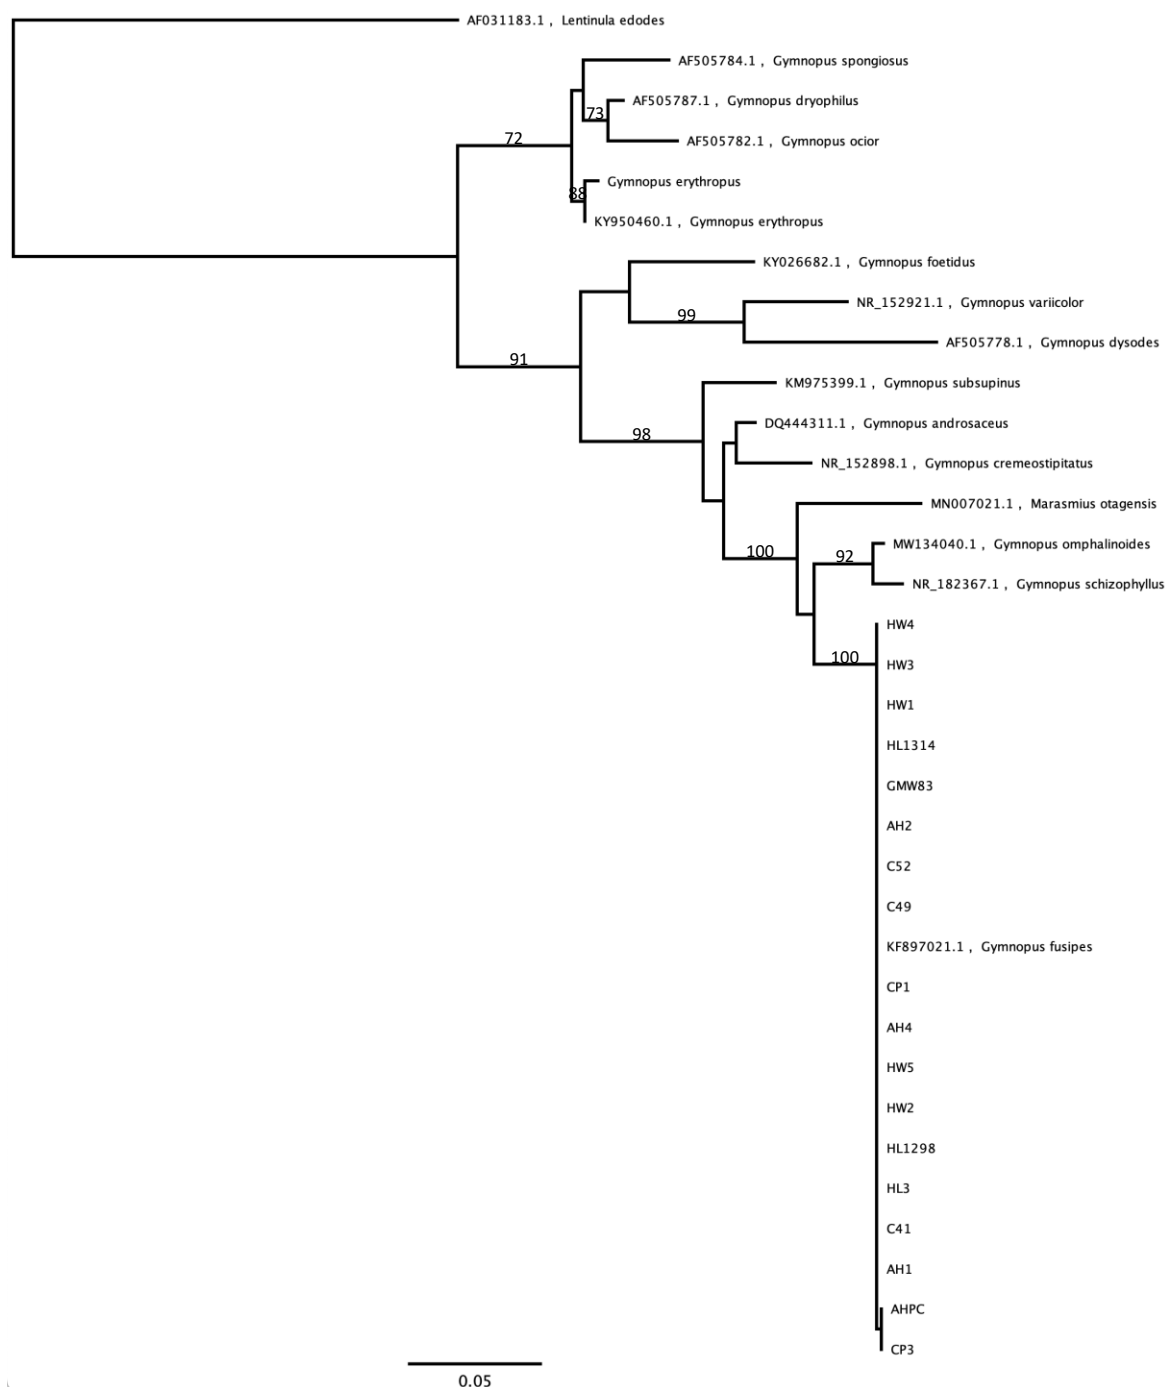 AF031183.1 , Lentinula edodes
AF505784.1 , Gymnopus spongiosus
AF505787.1 , Gymnopus dryophilus
73
72
AF505782.1 , Gymnopus ocior
Gymnopus erythropus
88
KY950460.1 , Gymnopus erythropus
KY026682.1 , Gymnopus foetidus
NR_152921.1 , Gymnopus variicolor
99
AF505778.1 , Gymnopus dysodes
91
KM975399.1 , Gymnopus subsupinus
DQ444311.1 , Gymnopus androsaceus
98
NR_152898.1 , Gymnopus cremeostipitatus
MN007021.1 , Marasmius otagensis
MW134040.1 , Gymnopus omphalinoides
100
92
NR_182367.1 , Gymnopus schizophyllus
HW4
100
HW3
HW1
HL1314
GMW83
AH2
C52
C49
KF897021.1 , Gymnopus fusipes
CP1
AH4
HW5
HW2
HL1298
HL3
C41
AH1
AHPC
CP3
0.05